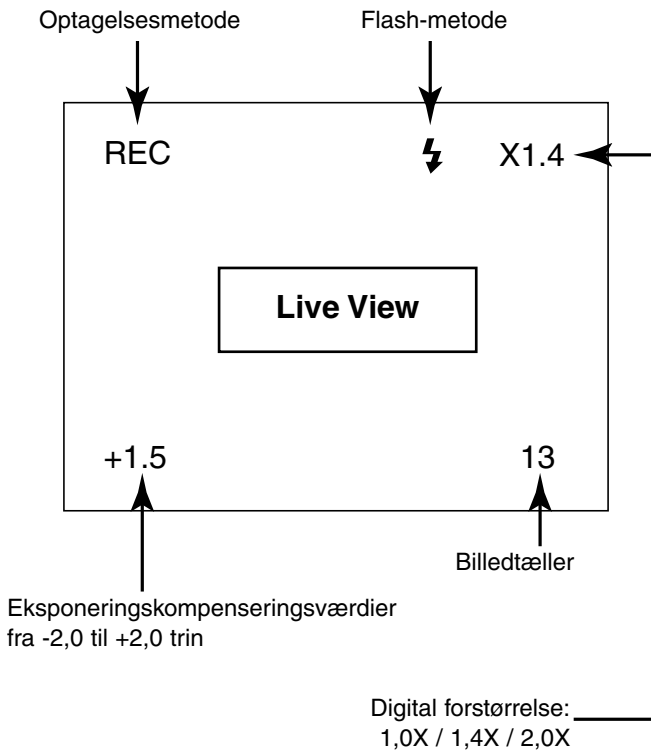 Optagelsesmetode
Flash-metode
REC
X1.4
Live View
+1.5
13
Billedtæller
Eksponeringskompenseringsværdier
fra -2,0 til +2,0 trin
Digital forstørrelse:
1,0X / 1,4X / 2,0X